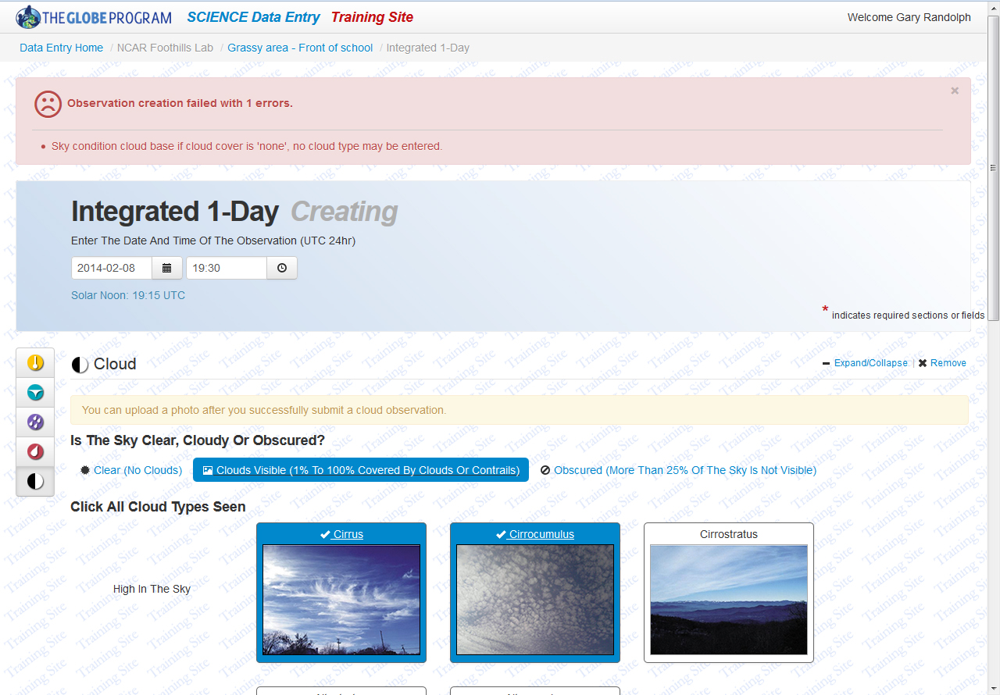 THE GLOBE PROGRAM SCIENCE Data Entry Training Site Welcome Gary Randolph
Data Entry Home / NCAR Foothills Lab / Grassy area - Front of school / Integrated 1-Day
Observation creation failed with 1 errors. ×
• Sky condition cloud base if cloud cover is 'none', no cloud type may be entered.
Integrated 1-Day Creating
Enter The Date And Time Of The Observation (UTC 24hr)
2014-02-08 19:30
Solar Noon: 19:15 UTC
* indicates required sections or fields
Cloud Expand/Collapse | Remove
You can upload a photo after you successfully submit a cloud observation.
Is The Sky Clear, Cloudy Or Obscured?
Clear (No Clouds) Clouds Visible (1% To 100% Covered By Clouds Or Contrails) Obscured (More Than 25% Of The Sky Is Not Visible)
Click All Cloud Types Seen
Cirrus Cirrocumulus Cirrostratus
High In The Sky
Training Site